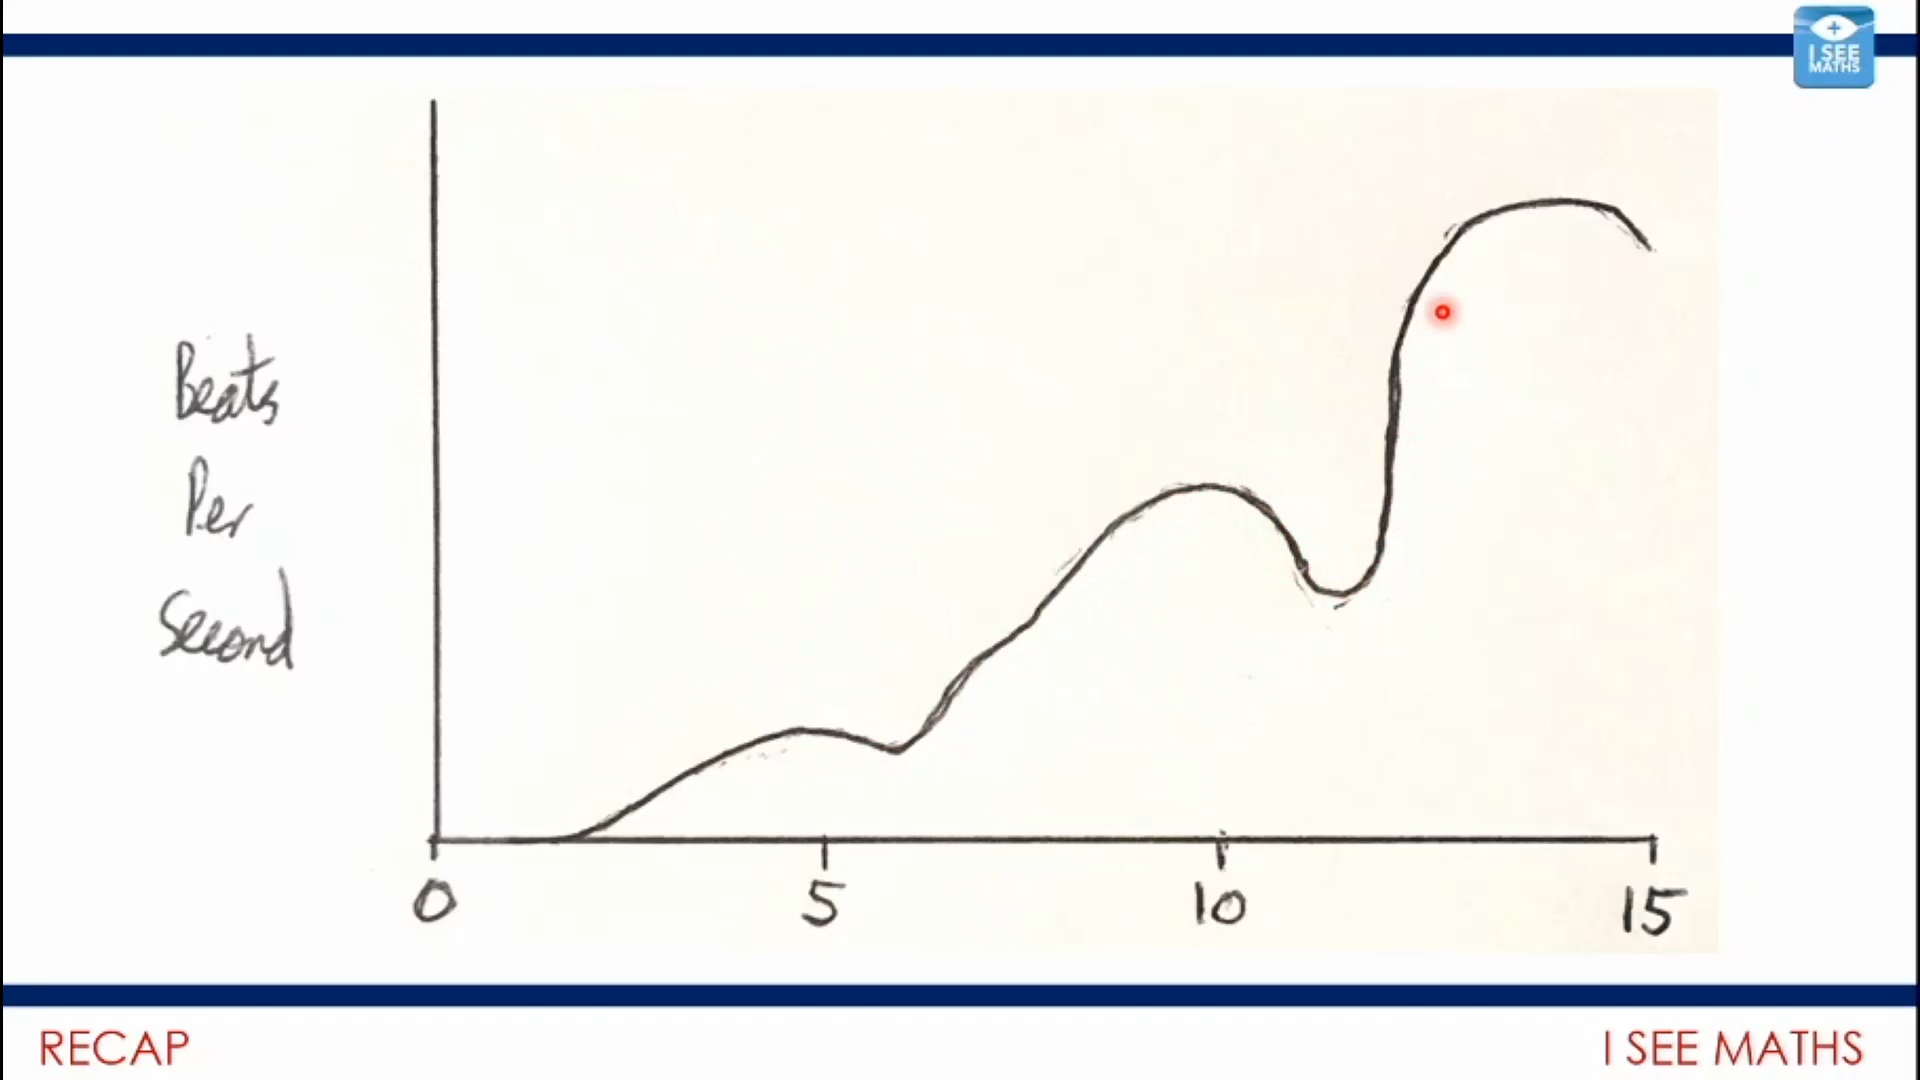 +
I SEE
MATHS
Beats
Per
Second
0 5 10 15
RECAP
I SEE MATHS